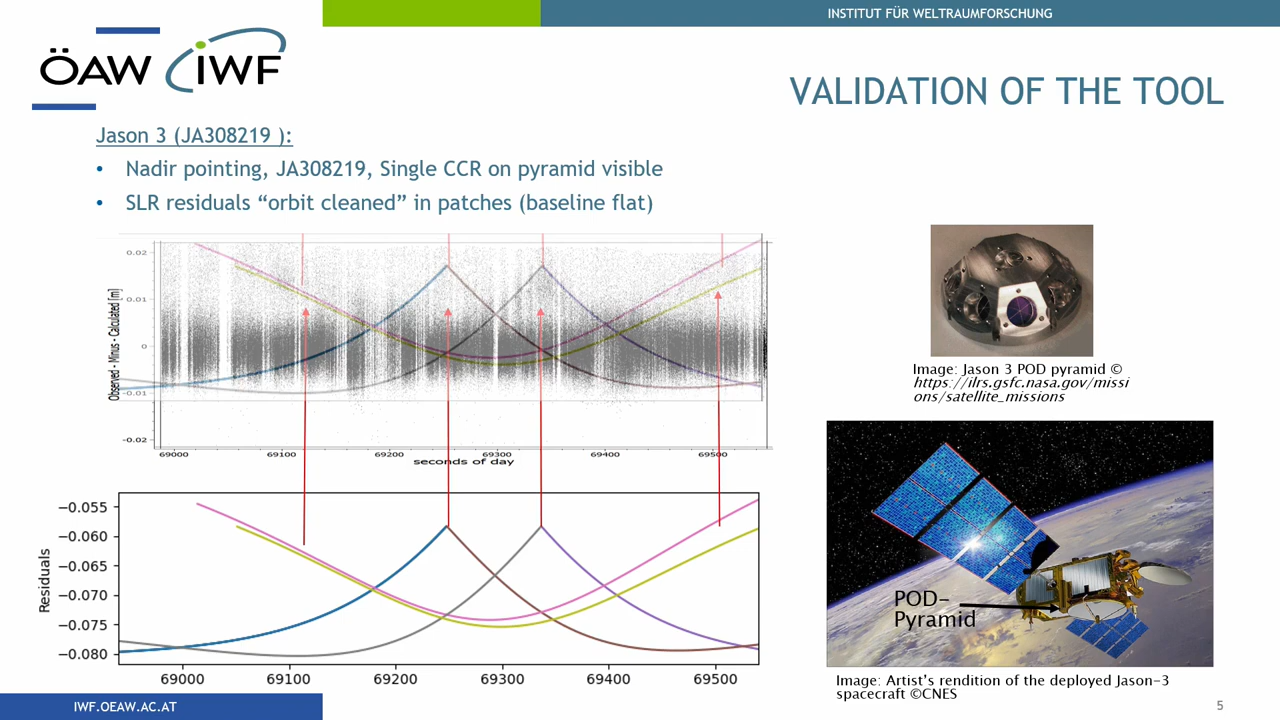 INSTITUT FÜR WELTRAUMFORSCHUNG
ÖAW IWF
VALIDATION OF THE TOOL
Jason 3 (JA308219 ):
• Nadir pointing, JA308219, Single CCR on pyramid visible
• SLR residuals “orbit cleaned” in patches (baseline flat)
Observed - Minus - Calculated [m]
0.02
0.01
0
-0.01
-0.02
69000 69100 69200 69300 69400 69500
seconds of day
Residuals
−0.055
−0.060
−0.065
−0.070
−0.075
−0.080
69000 69100 69200 69300 69400 69500
Image: Jason 3 POD pyramid ©
https://ilrs.gsfc.nasa.gov/missi
ons/satellite_missions
POD-
Pyramid
Image: Artist's rendition of the deployed Jason-3
spacecraft ©CNES
IWF.OEAW.AC.AT
5